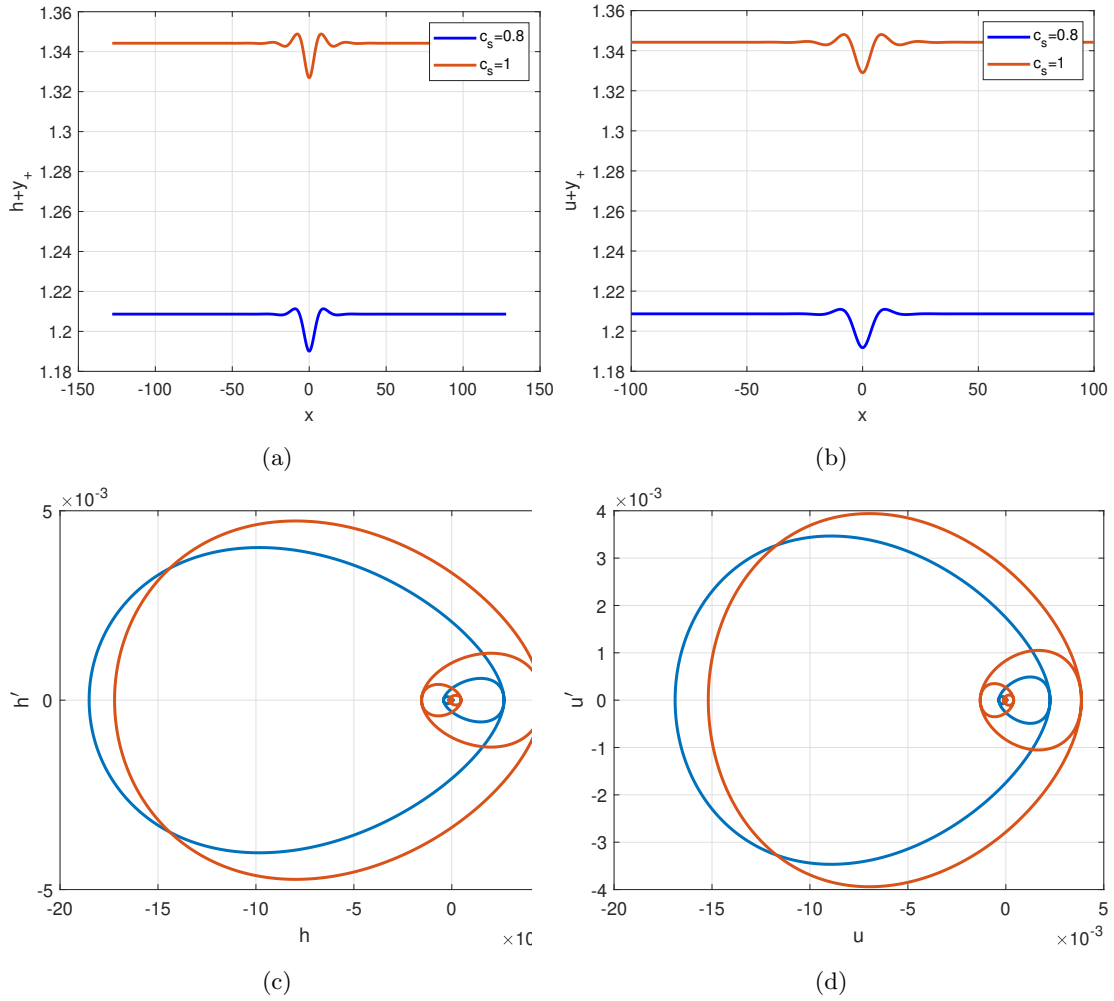 1.36
1.34
1.32
1.3
1.28
1.26
1.24
1.22
1.2
1.18
h+y+
-150 -100 -50 0 50 100 150
x
c_s=0.8
c_s=1
(a)
1.36
1.34
1.32
1.3
1.28
1.26
1.24
1.22
1.2
1.18
u+y+
-100 -50 0 50 100
x
c_s=0.8
c_s=1
(b)
×10-3
5
0
-5
h′
-20 -15 -10 -5 0
h
×10
(c)
×10-3
4
3
2
1
0
-1
-2
-3
-4
u′
-20 -15 -10 -5 0 5
u
×10-3
(d)